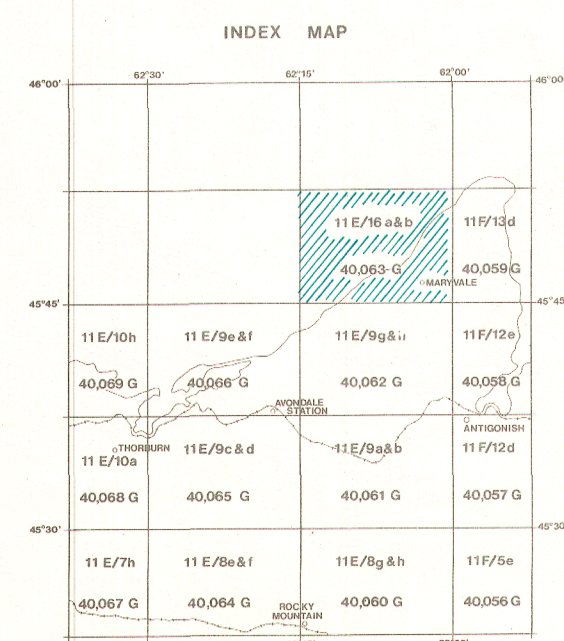 INDEX MAP
62°30' 62°15' 62°00'
46°00' 46°00
11 E/16 a&b 11 F/13d
40,063-G 40,059 G
MARYVALE
45°45' 45°45'
11 E/10h 11 E/9e&f 11 E/9g& 11 F/12e
40,069 G 40,066 G 40,062 G 40,058 G
AVONDALE
STATION
ANTIGONISH
THORBURN 11 E/9c & d 11E/9a&b 11 F/12d
11 E/10a
40,068 G 40,065 G 40,061 G 40,057 G
45°30' 45°30
11 E/7h 11 E/8e&f 11E/8g & h 11F/5e
40,067 G 40,064 G 40,060 G 40,056 G
ROCKY
MOUNTAIN